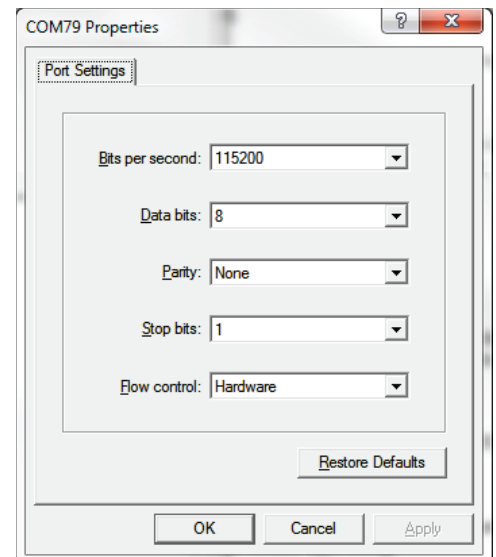 COM79 Properties
Port Settings
Bits per second: 115200
Data bits: 8
Parity: None
Stop bits: 1
Flow control: Hardware
Restore Defaults
OK Cancel Apply